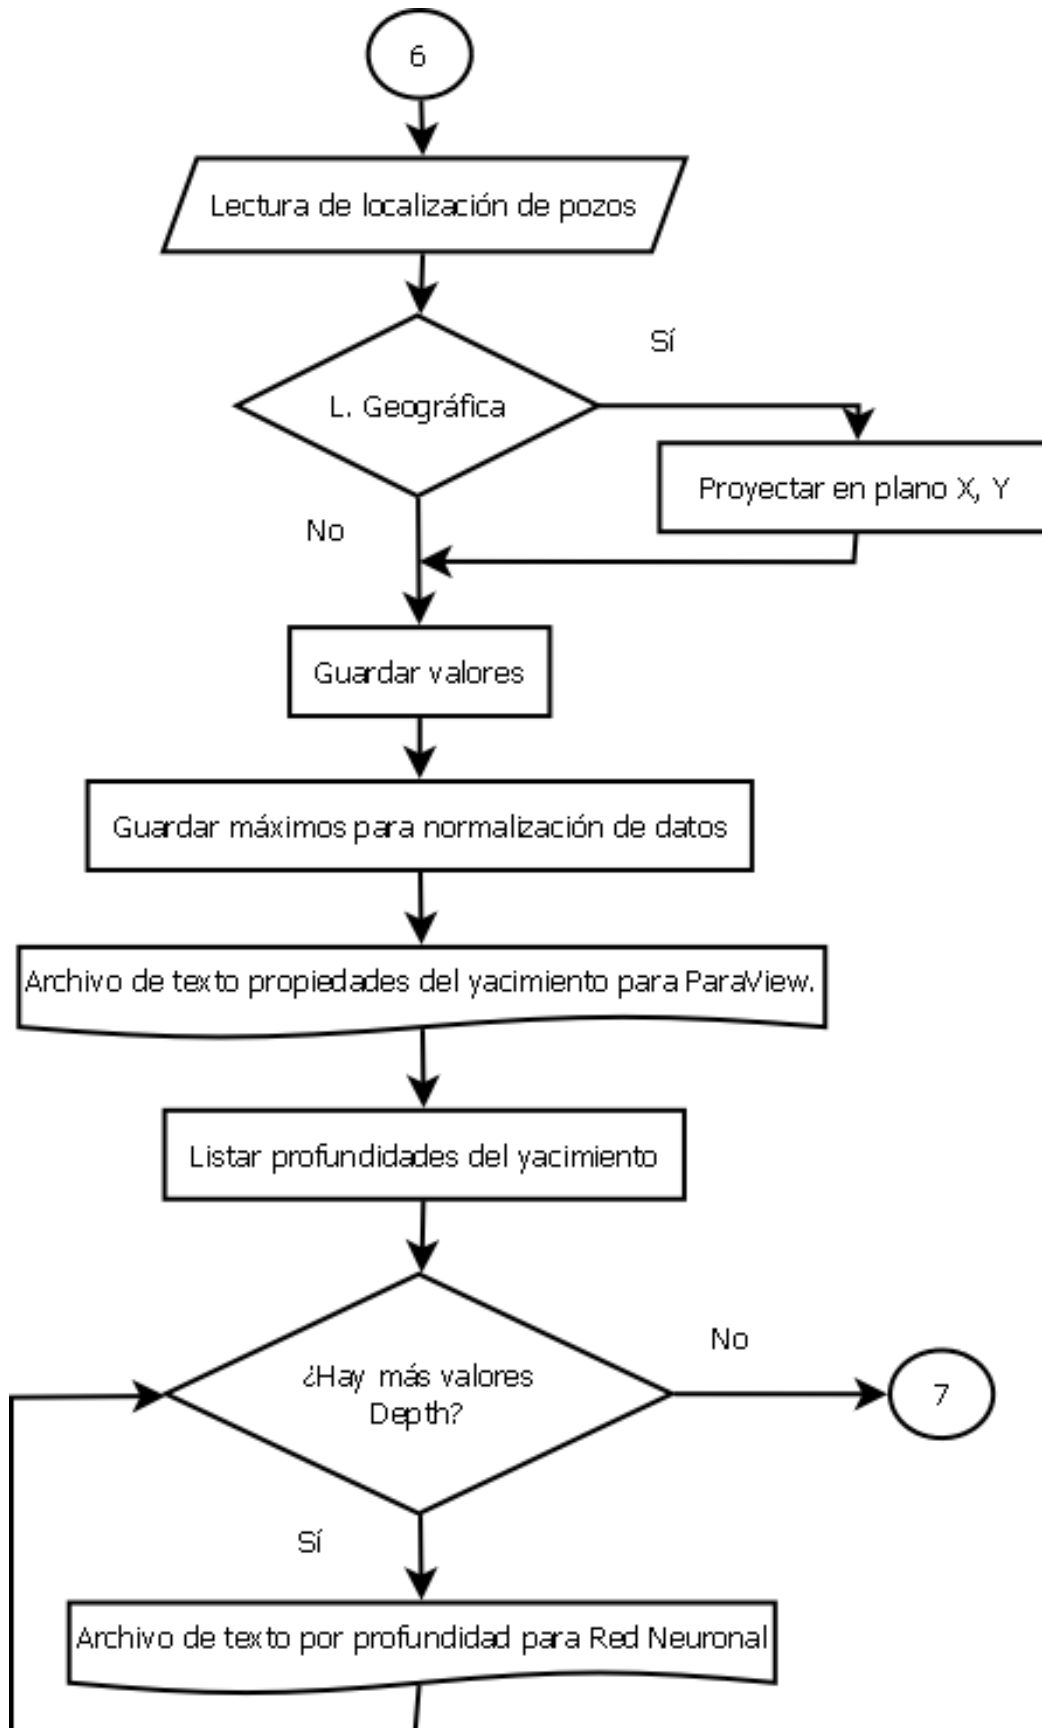 6
Lectura de localización de pozos
Sí
L. Geográfica
Proyectar en plano X, Y
No
Guardar valores
Guardar máximos para normalización de datos
Archivo de texto propiedades del yacimiento para ParaView.
Listar profundidades del yacimiento
No
¿Hay más valores
Depth?
7
Sí
Archivo de texto por profundidad para Red Neuronal